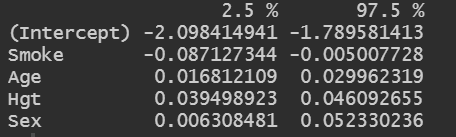 2.5 % 97.5 %
(Intercept) -2.098414941 -1.789581413
Smoke -0.087127344 -0.005007728
Age 0.016812109 0.029962319
Hgt 0.039498923 0.046092655
Sex 0.006308481 0.052330236